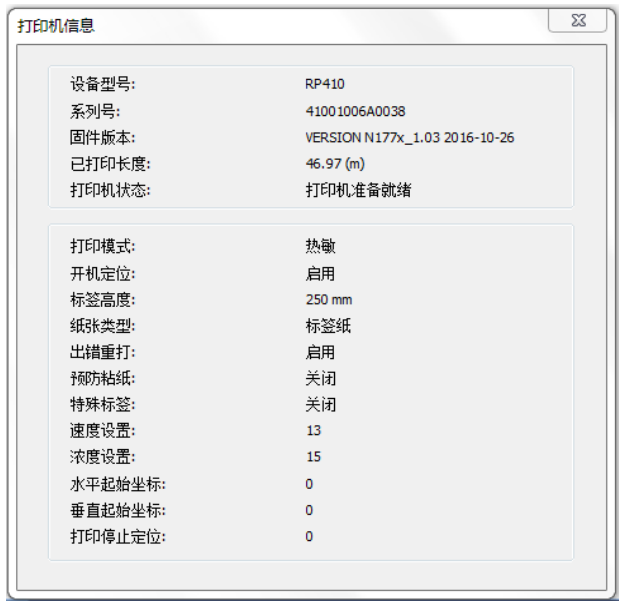 打印机信息
设备型号: RP410
系列号: 41001006A0038
固件版本: VERSION N177x_1.03 2016-10-26
已打印长度: 46.97 (m)
打印机状态: 打印机准备就绪
打印模式: 热敏
开机定位: 启用
标签高度: 250 mm
纸张类型: 标签纸
出错重打: 启用
预防粘纸: 关闭
特殊标签: 关闭
速度设置: 13
浓度设置: 15
水平起始坐标: 0
垂直起始坐标: 0
打印停止定位: 0